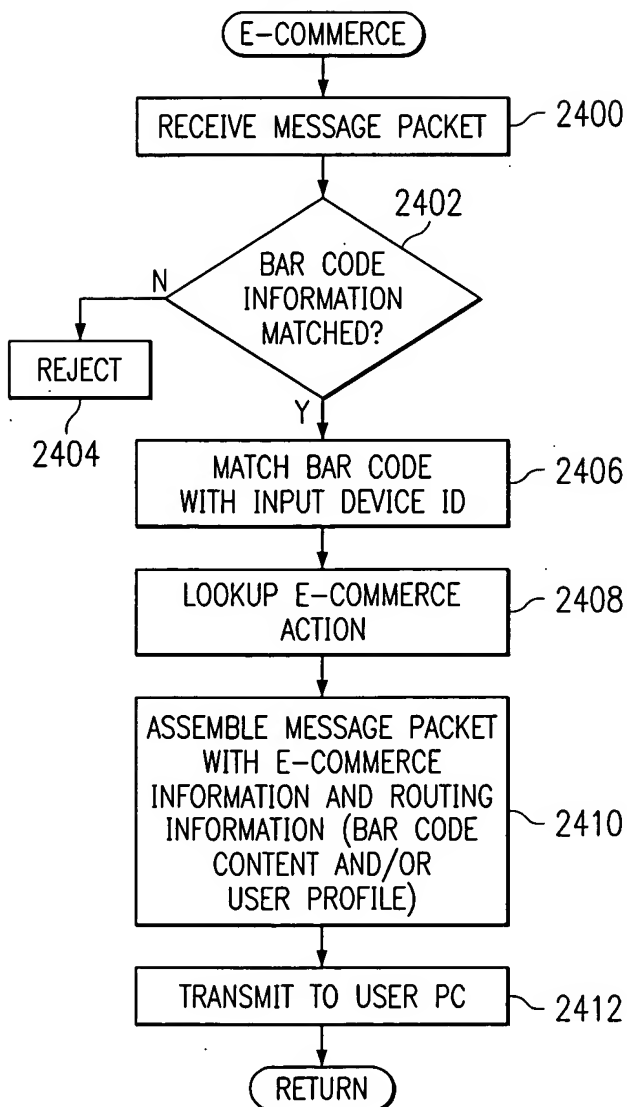 E-COMMERCE
RECEIVE MESSAGE PACKET
2400
2402
BAR CODE
INFORMATION
MATCHED?
N
REJECT
2404
Y
MATCH BAR CODE
WITH INPUT DEVICE ID
2406
LOOKUP E-COMMERCE
ACTION
2408
ASSEMBLE MESSAGE PACKET
WITH E-COMMERCE
INFORMATION AND ROUTING
INFORMATION (BAR CODE
CONTENT AND/OR
USER PROFILE)
2410
TRANSMIT TO USER PC
2412
RETURN